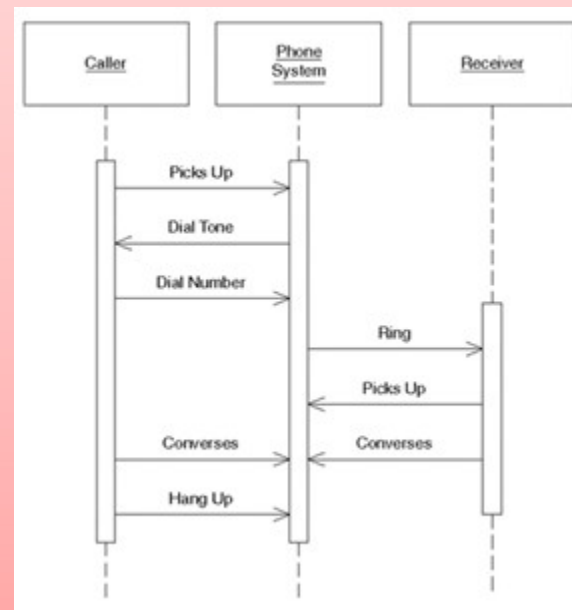 Caller
Phone
System
Receiver
Picks Up
Dial Tone
Dial Number
Ring
Picks Up
Converses
Converses
Hang Up